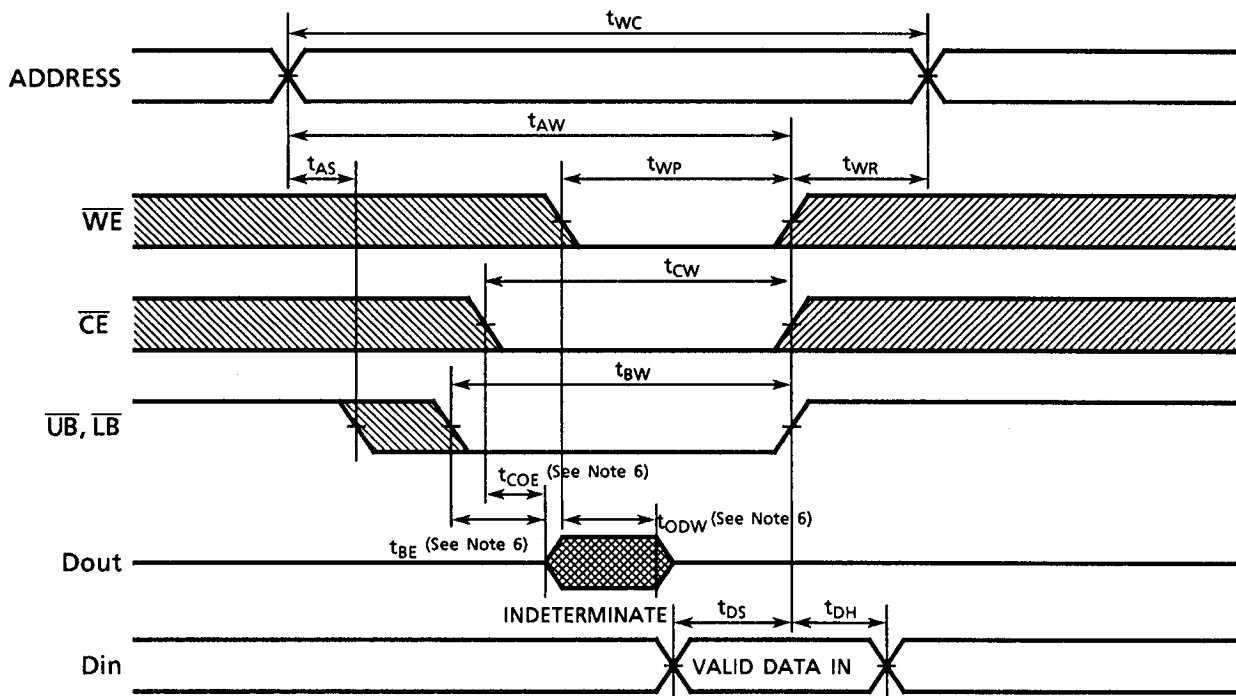 tWC
ADDRESS
tAW
tAS
tWP
tWR
WE
tCW
CE
tBW
UB, LB
tCOE (See Note 6)
tODW (See Note 6)
tBE (See Note 6)
Dout
INDETERMINATE
tDS
tDH
Din
VALID DATA IN